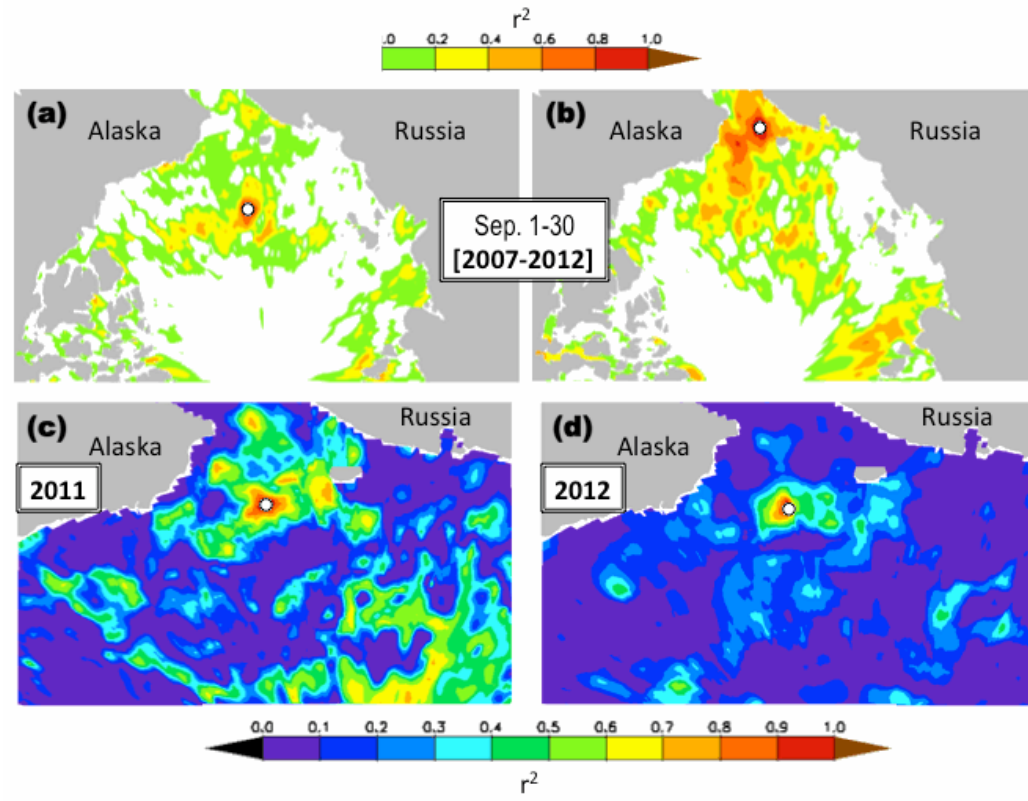 r²
.0 0.2 0.4 0.6 0.8 1.0
(a) Alaska Russia (b) Alaska Russia
Sep. 1-30
[2007-2012]
(c) Alaska Russia (d) Alaska Russia
2011 2012
0.0 0.1 0.2 0.3 0.4 0.5 0.6 0.7 0.8 0.9 1.0
r²